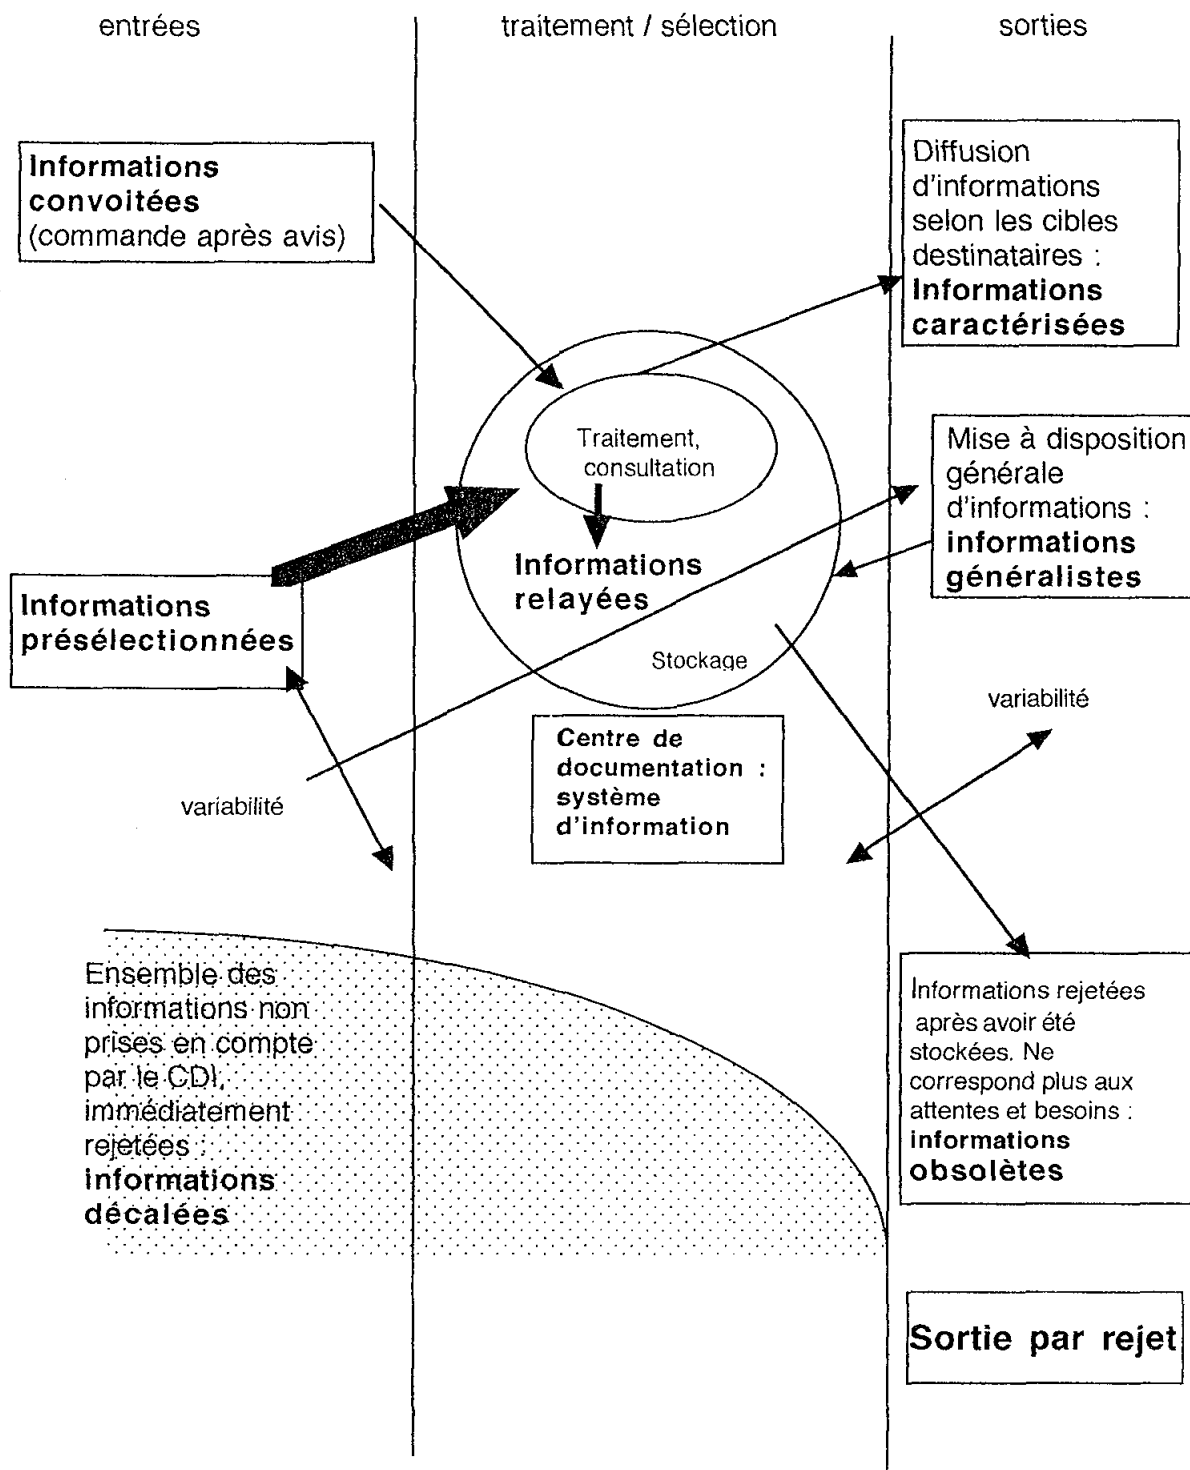 entrées
traitement / sélection
sorties
Informations
convoitées
(commande après avis)
Diffusion
d'informations
selon les cibles
destinataires :
Informations
caractérisées
Traitement,
consultation
Informations
relayées
Stockage
Mise à disposition
générale
d'informations :
informations
généralistes
Informations
présélectionnées
variabilité
Centre de
documentation :
système
d'information
variabilité
Ensemble des
informations non
prises en compte
par le CDI,
immédiatement
rejetées :
informations
décalées
Informations rejetées
après avoir été
stockées. Ne
correspond plus aux
attentes et besoins :
informations
obsolètes
Sortie par rejet